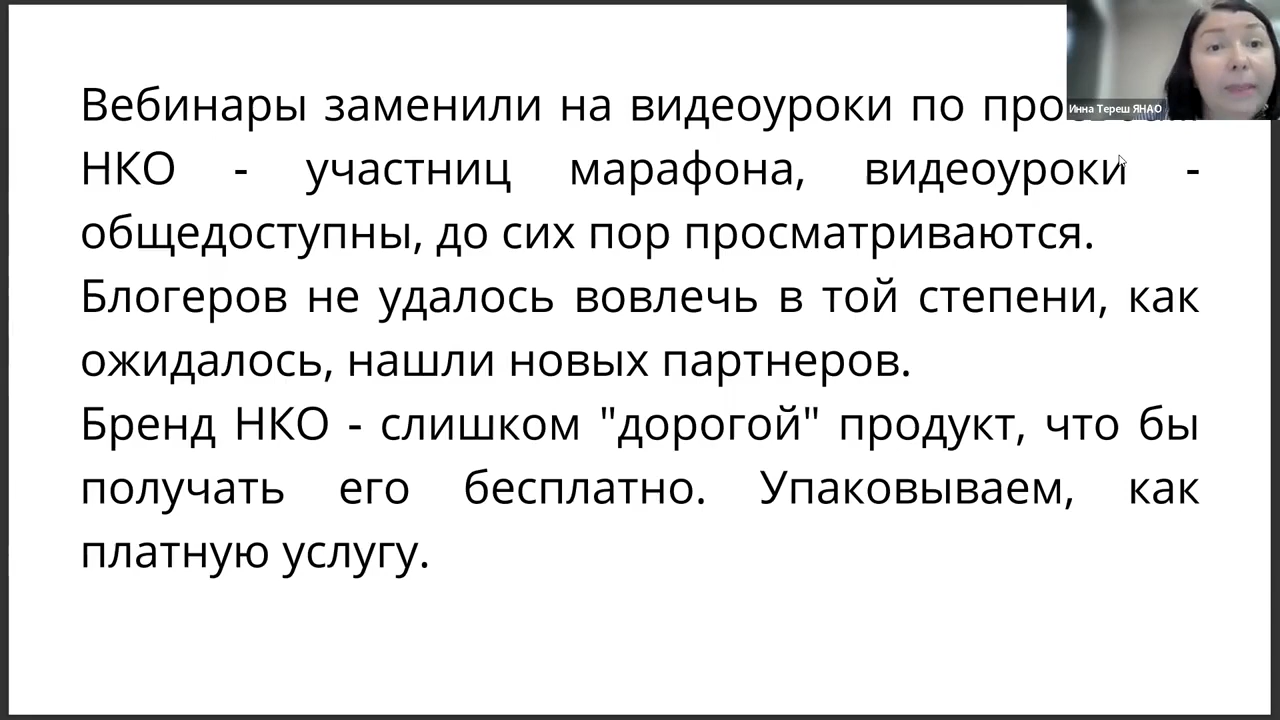 Инна Тереш ЯНАО
Вебинары заменили на видеоуроки по
НКО - участниц марафона, видеоуроки -
общедоступны, до сих пор просматриваются.
Блогеров не удалось вовлечь в той степени, как
ожидалось, нашли новых партнеров.
Бренд НКО - слишком "дорогой" продукт, что бы
получать его бесплатно. Упаковываем, как
платную услугу.